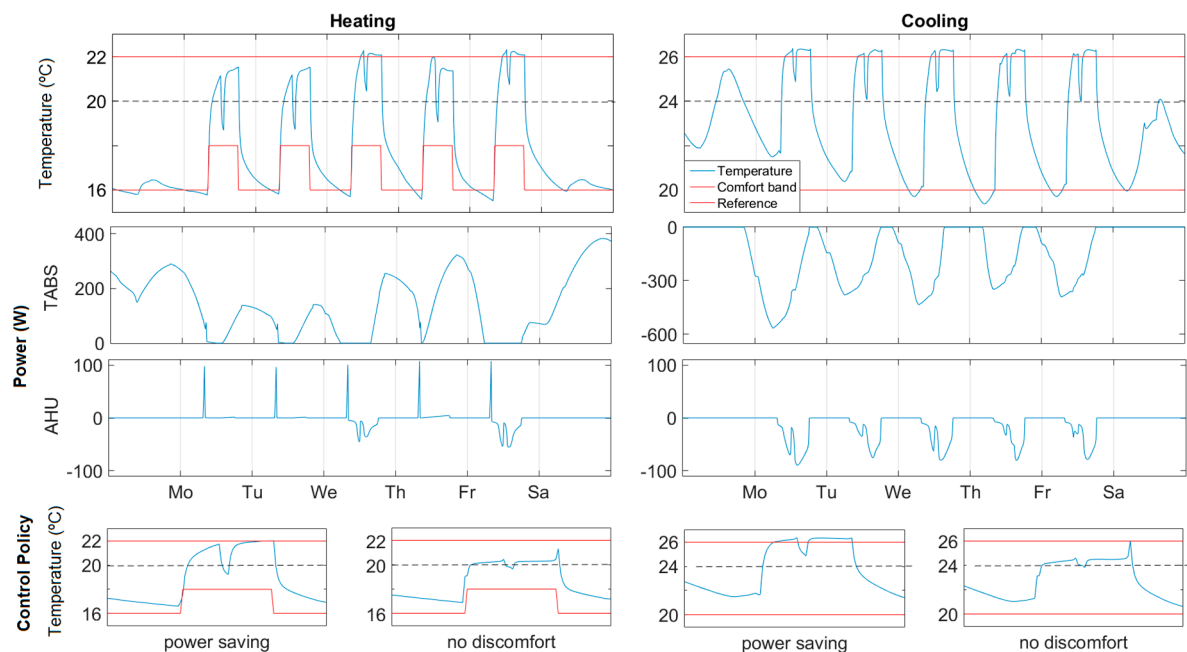 Heating
Cooling
Temperature (ºC)
22
20
16
26
24
20
Temperature
Comfort band
Reference
Power (W)
TABS
400
200
0
0
-300
-600
AHU
100
0
-100
100
0
-100
Mo Tu We Th Fr Sa
Mo Tu We Th Fr Sa
Control Policy
Temperature (ºC)
22
20
16
22
20
16
26
24
20
26
24
20
power saving
no discomfort
power saving
no discomfort